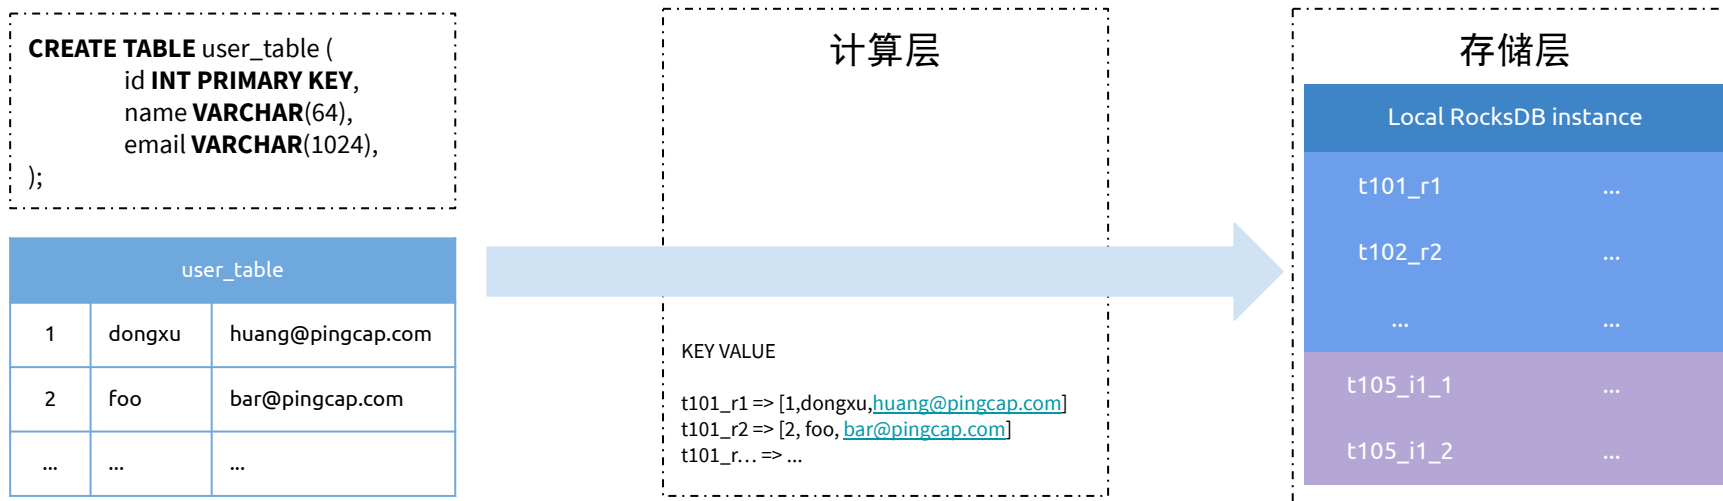 CREATE TABLE user_table (
id INT PRIMARY KEY,
name VARCHAR(64),
email VARCHAR(1024),
);
user_table
1 dongxu huang@pingcap.com
2 foo bar@pingcap.com
... ... ...
计算层
KEY VALUE
t101_r1 => [1,dongxu,huang@pingcap.com]
t101_r2 => [2, foo, bar@pingcap.com]
t101_r... => ...
存储层
Local RocksDB instance
t101_r1 ...
t102_r2 ...
... ...
t105_i1_1 ...
t105_i1_2 ...